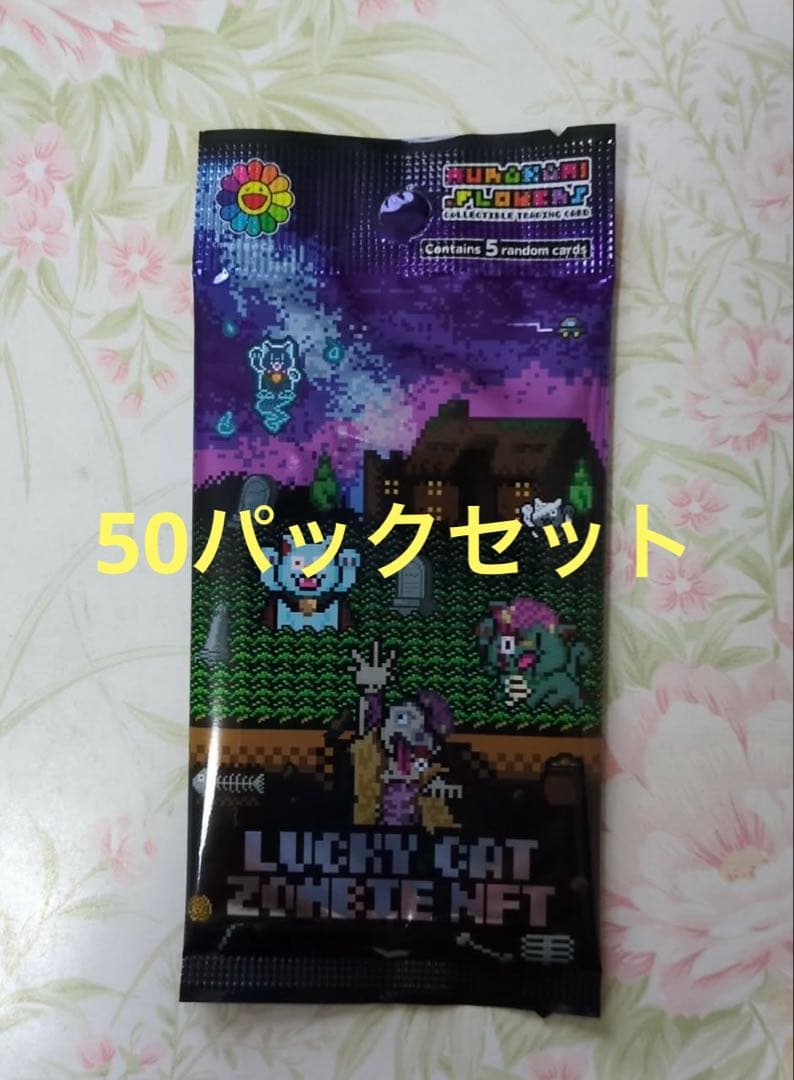 MURAKAMI
.FLOWERS
COLLECTIBLE TRADING CARD
Contains 5 random cards
50パックセット
LUCKY CAT
ZOMBIE NFT